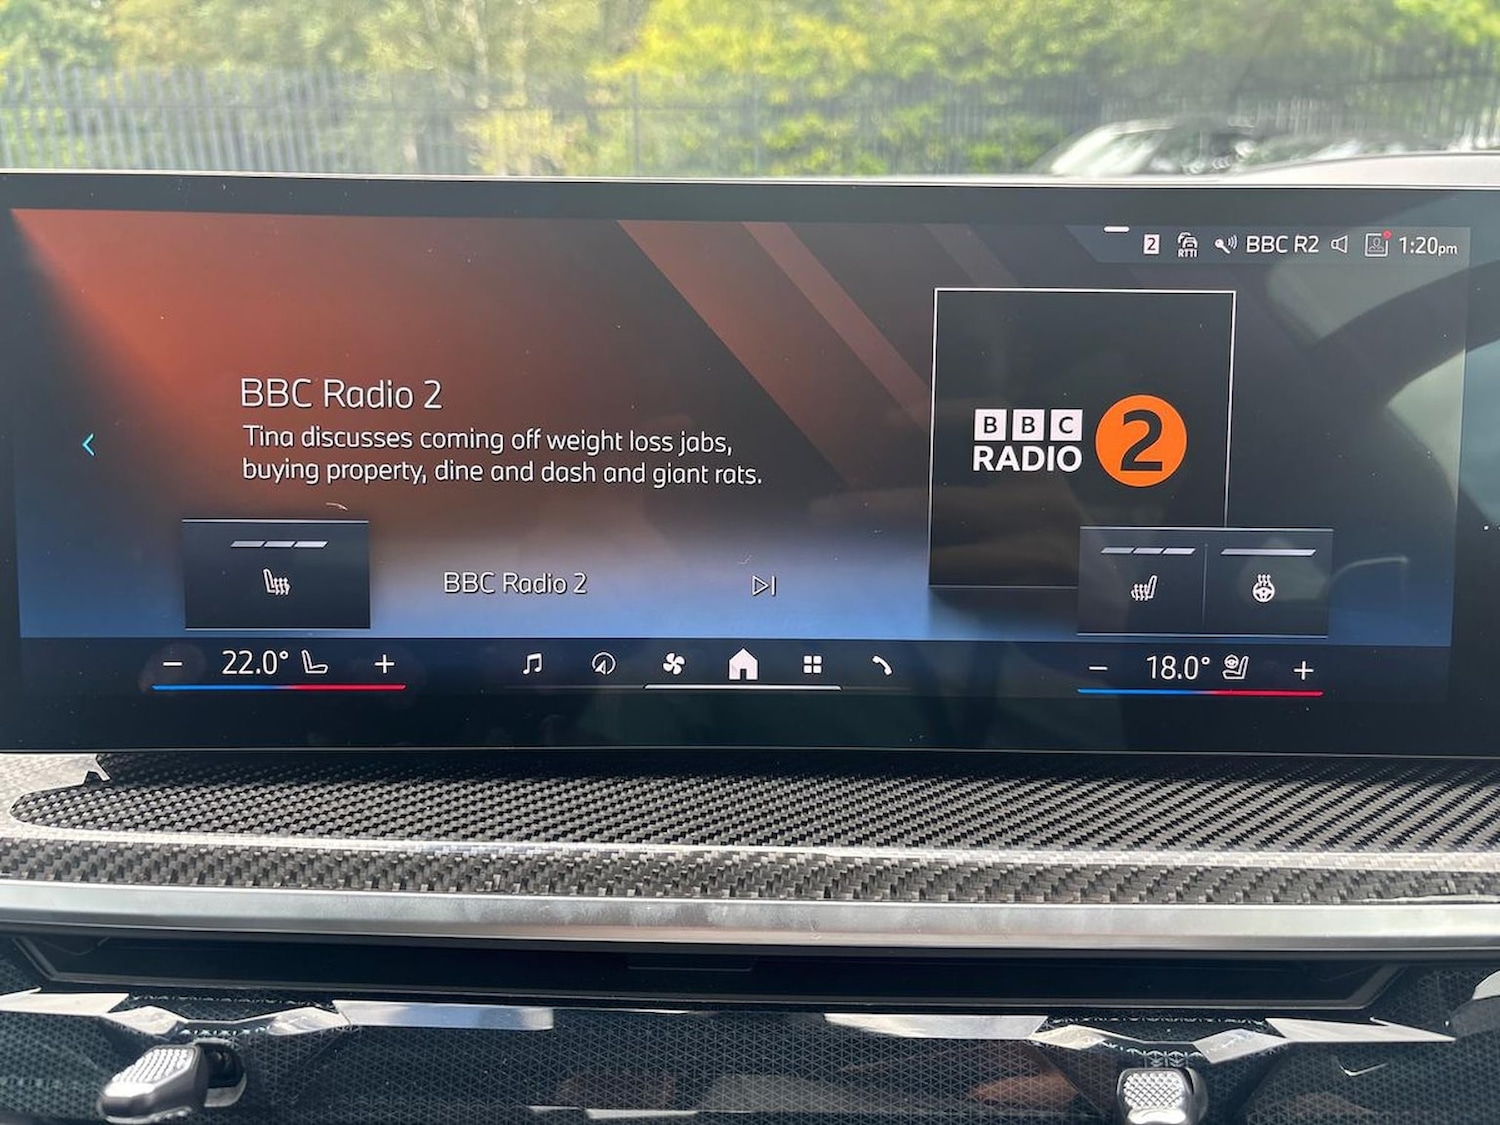 2 RTTI BBC R2 1:20pm
BBC Radio 2
Tina discusses coming off weight loss jabs,
buying property, dine and dash and giant rats.
BBC
RADIO 2
BBC Radio 2
22.0°
18.0°